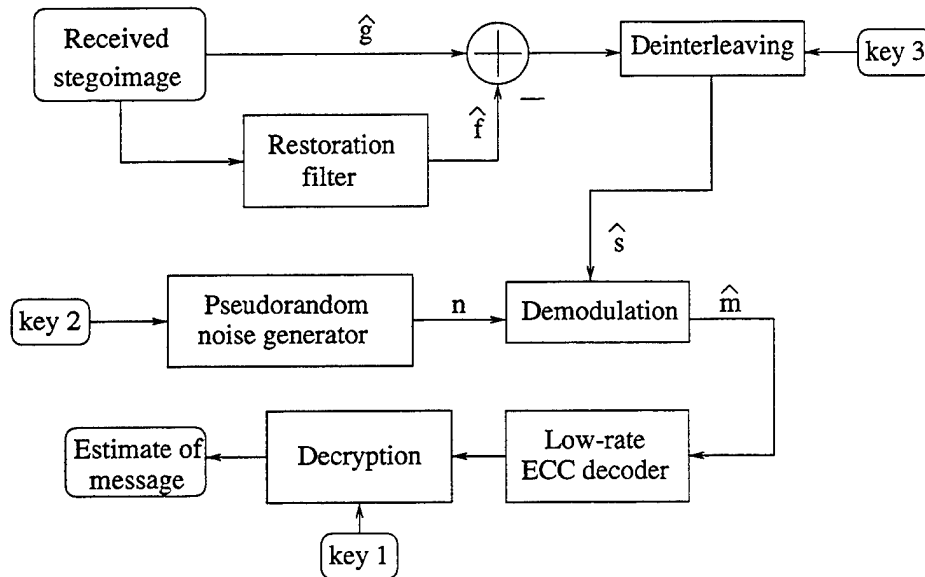 Received
stegoimage
ĝ
Deinterleaving
key 3
Restoration
filter
f̂
−
ŝ
key 2
Pseudorandom
noise generator
n
Demodulation
m̂
Estimate of
message
Decryption
Low-rate
ECC decoder
key 1